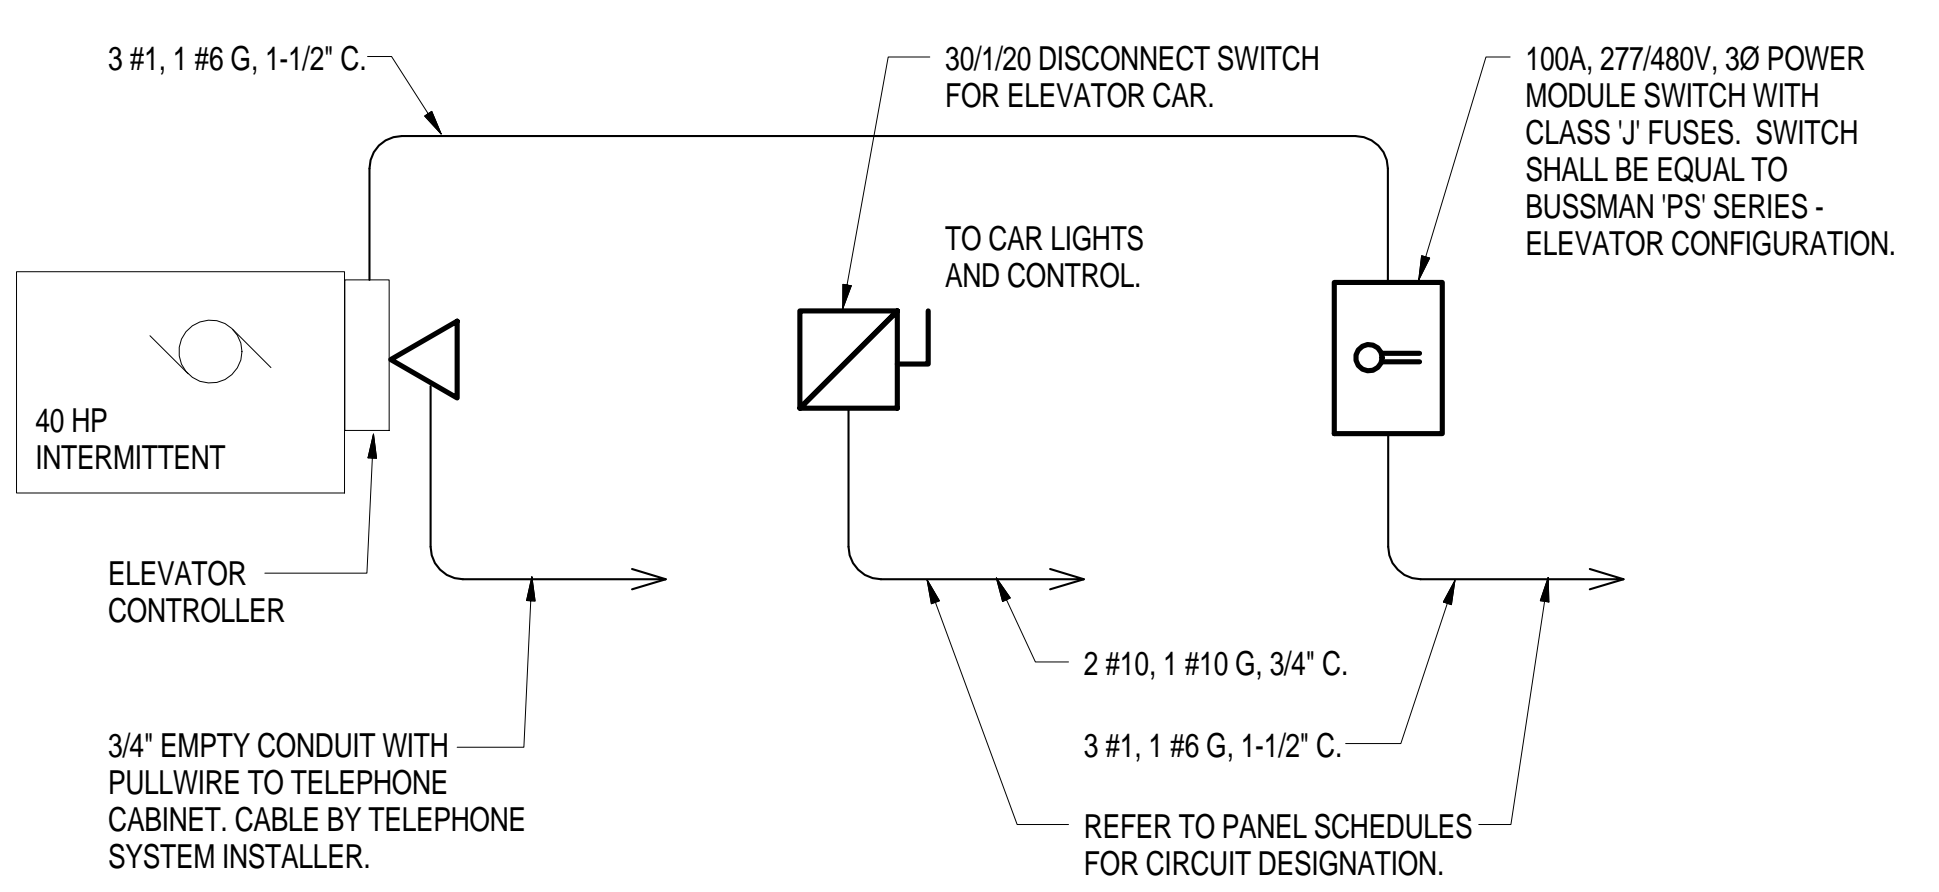 3 #1, 1 #6 G, 1-1/2" C.
30/1/20 DISCONNECT SWITCH
FOR ELEVATOR CAR.
100A, 277/480V, 3Ø POWER
MODULE SWITCH WITH
CLASS 'J' FUSES.  SWITCH
SHALL BE EQUAL TO
BUSSMAN 'PS' SERIES -
ELEVATOR CONFIGURATION.
TO CAR LIGHTS
AND CONTROL.
40 HP
INTERMITTENT
ELEVATOR
CONTROLLER
2 #10, 1 #10 G, 3/4" C.
3 #1, 1 #6 G, 1-1/2" C.
3/4" EMPTY CONDUIT WITH
PULLWIRE TO TELEPHONE
CABINET. CABLE BY TELEPHONE
SYSTEM INSTALLER.
REFER TO PANEL SCHEDULES
FOR CIRCUIT DESIGNATION.